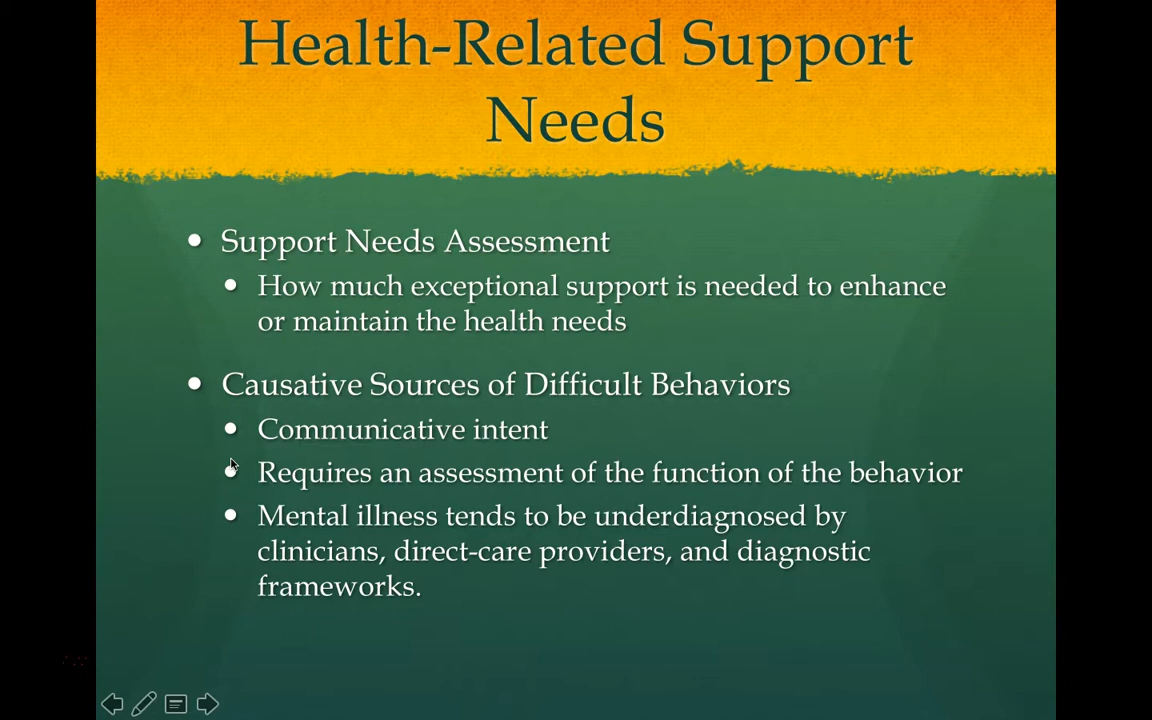 Health-Related Support
Needs
• Support Needs Assessment
• How much exceptional support is needed to enhance
or maintain the health needs
• Causative Sources of Difficult Behaviors
• Communicative intent
• Requires an assessment of the function of the behavior
• Mental illness tends to be underdiagnosed by
clinicians, direct-care providers, and diagnostic
frameworks.